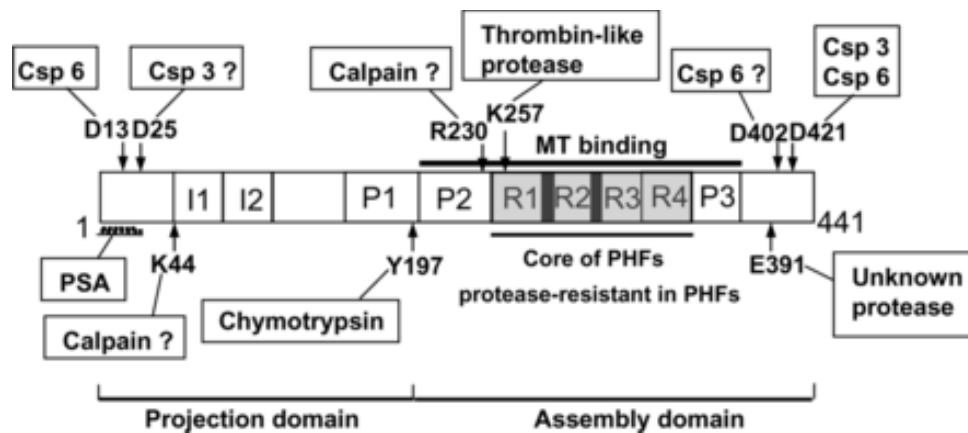 Csp 6
Csp 3 ?
Calpain ?
Thrombin-like
protease
Csp 6 ?
Csp 3
Csp 6
D13
D25
R230
K257
D402
D421
MT binding
I1
I2
P1
P2
R1
R2
R3
R4
P3
1
441
PSA
K44
Y197
Core of PHFs
protease-resistant in PHFs
E391
Unknown
protease
Calpain ?
Chymotrypsin
Projection domain
Assembly domain